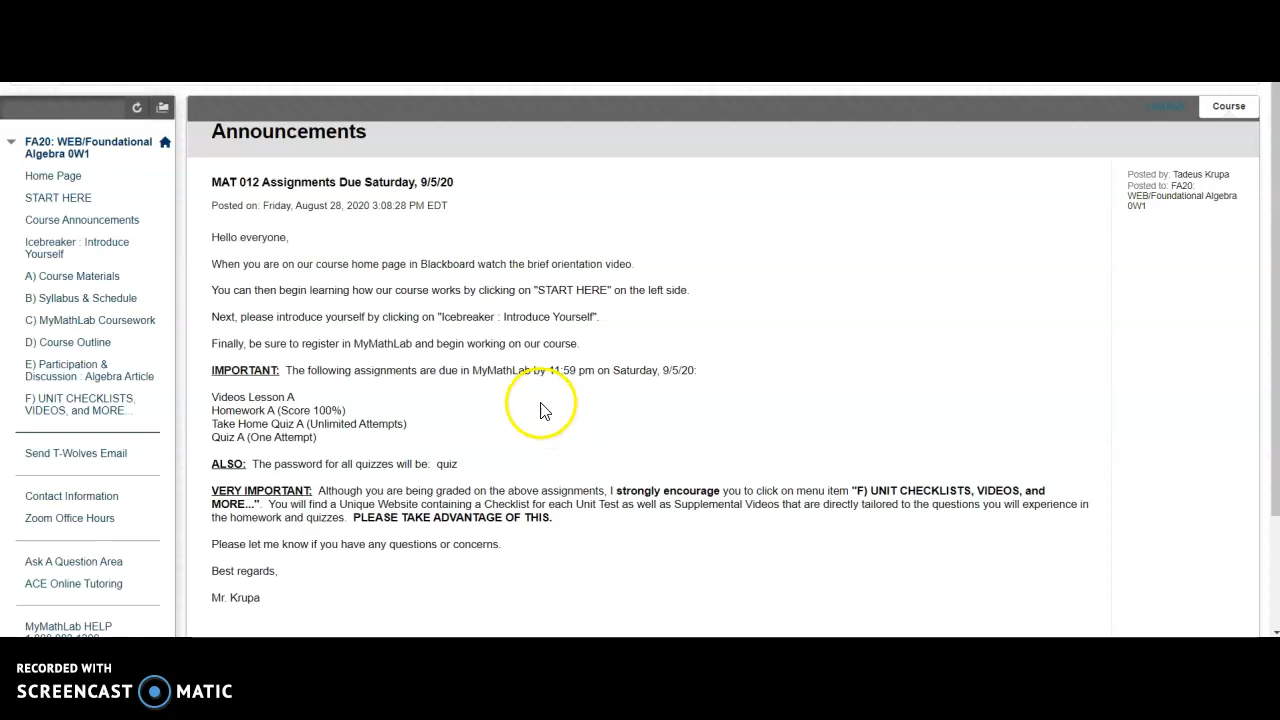 Course
FA20: WEB/Foundational
Algebra 0W1
Home Page
START HERE
Course Announcements
Icebreaker : Introduce
Yourself
A) Course Materials
B) Syllabus & Schedule
C) MyMathLab Coursework
D) Course Outline
E) Participation &
Discussion : Algebra Article
F) UNIT CHECKLISTS,
VIDEOS, and MORE...
Send T-Wolves Email
Contact Information
Zoom Office Hours
Ask A Question Area
ACE Online Tutoring
MyMathLab HELP
Announcements
MAT 012 Assignments Due Saturday, 9/5/20
Posted on: Friday, August 28, 2020 3:08:28 PM EDT
Hello everyone,
When you are on our course home page in Blackboard watch the brief orientation video.
You can then begin learning how our course works by clicking on "START HERE" on the left side.
Next, please introduce yourself by clicking on "Icebreaker : Introduce Yourself".
Finally, be sure to register in MyMathLab and begin working on our course.
IMPORTANT: The following assignments are due in MyMathLab by 11:59 pm on Saturday, 9/5/20:
Videos Lesson A
Homework A (Score 100%)
Take Home Quiz A (Unlimited Attempts)
Quiz A (One Attempt)
ALSO: The password for all quizzes will be: quiz
VERY IMPORTANT: Although you are being graded on the above assignments, I strongly encourage you to click on menu item "F) UNIT CHECKLISTS, VIDEOS, and
MORE...". You will find a Unique Website containing a Checklist for each Unit Test as well as Supplemental Videos that are directly tailored to the questions you will experience in
the homework and quizzes. PLEASE TAKE ADVANTAGE OF THIS.
Please let me know if you have any questions or concerns.
Best regards,
Mr. Krupa
Posted by: Tadeus Krupa
Posted to: FA20:
WEB/Foundational Algebra
0W1
RECORDED WITH
SCREENCAST MATIC